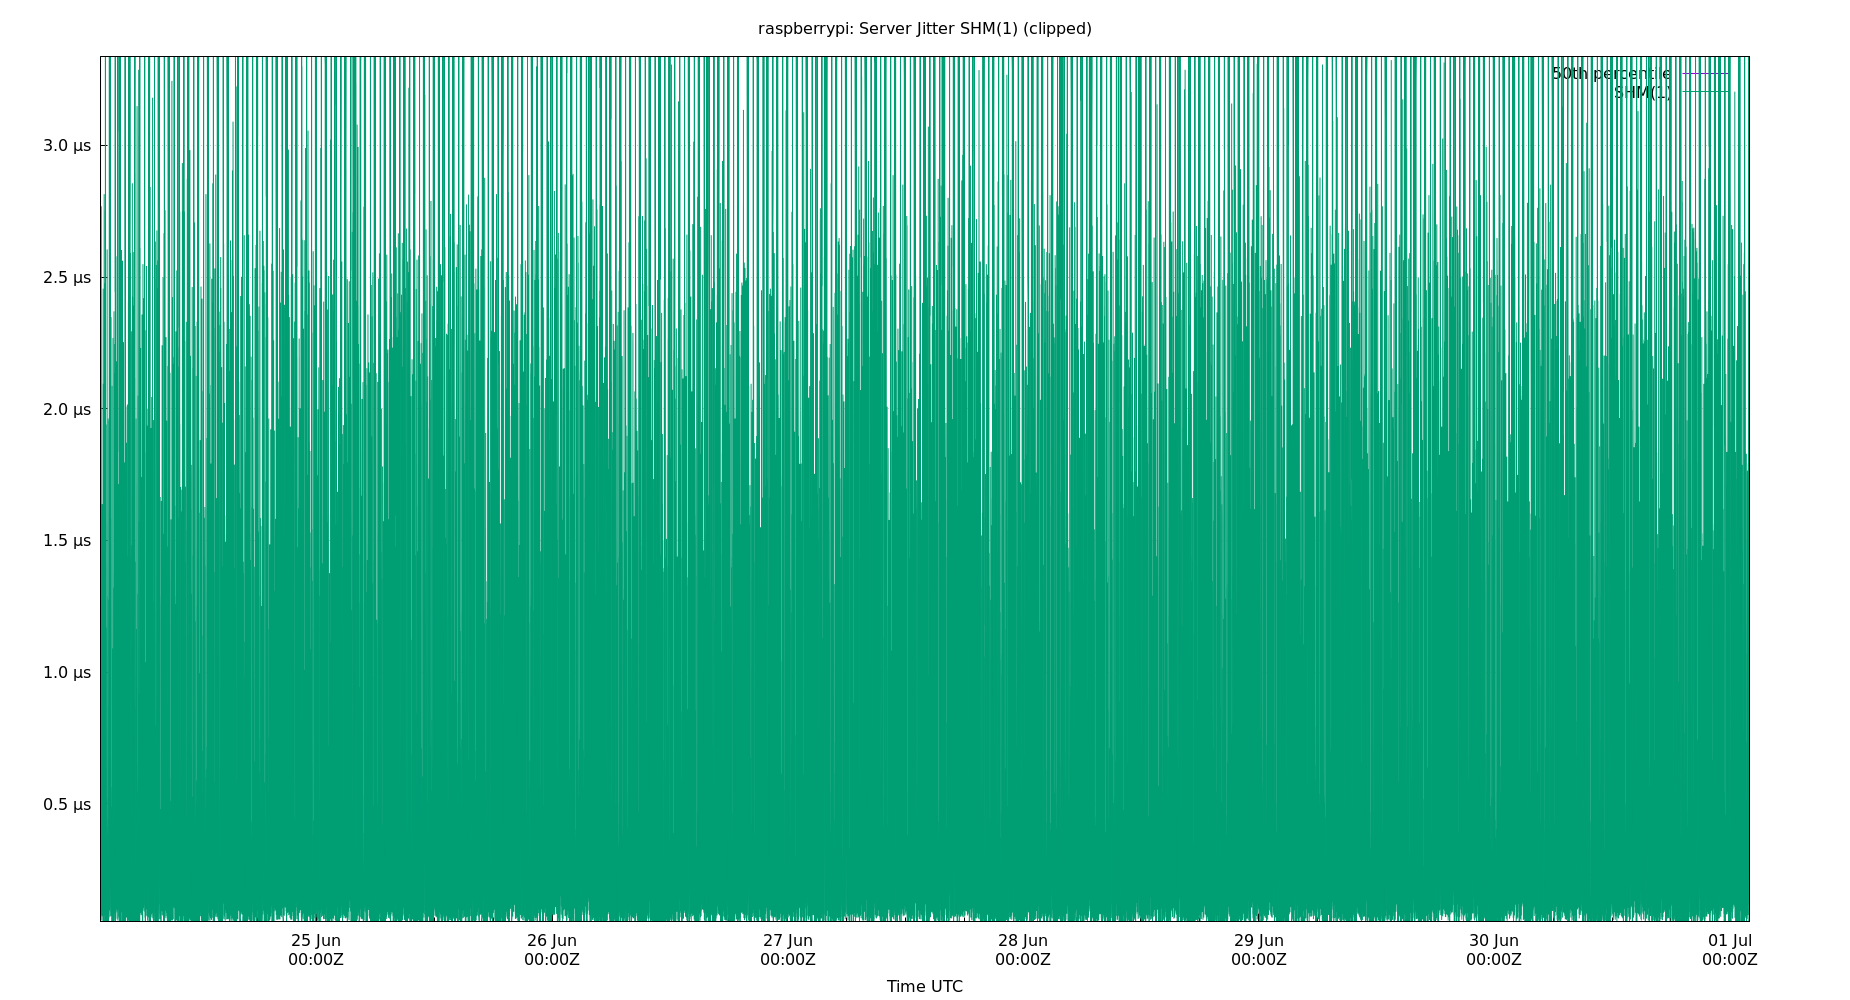 raspberrypi: Server Jitter SHM(1) (clipped)
50th percentile
SHM(1)
3.0 µs
2.5 µs
2.0 µs
1.5 µs
1.0 µs
0.5 µs
25 Jun 26 Jun 27 Jun 28 Jun 29 Jun 30 Jun 01 Jul
00:00Z 00:00Z 00:00Z 00:00Z 00:00Z 00:00Z 00:00Z
Time UTC